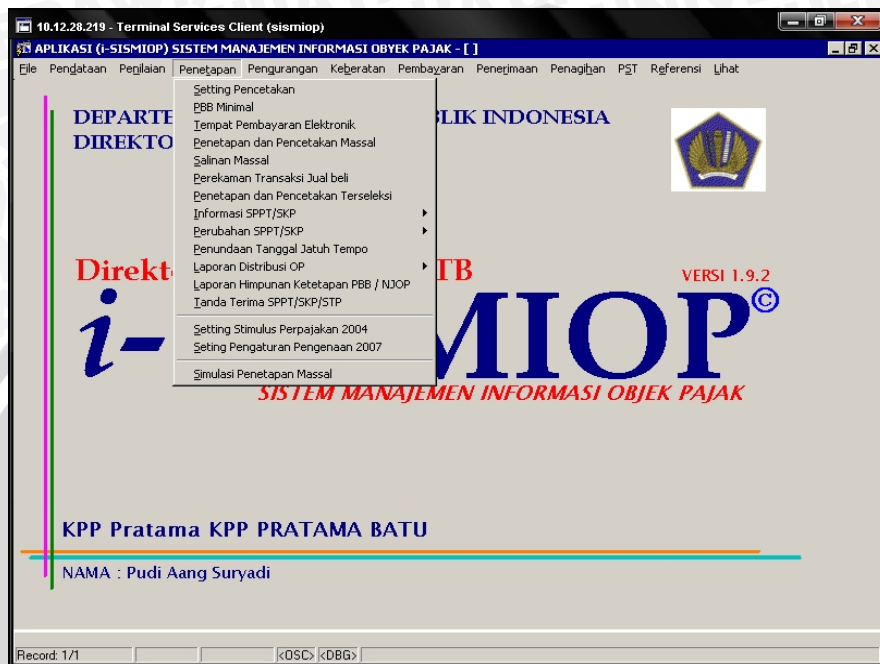 10.12.28.219 - Terminal Services Client (sismiop)
APLIKASI (i-SISMIOP) SISTEM MANAJEMEN INFORMASI OBYEK PAJAK - [ ]
File Pendataan Penilaian Penetapan Pengurangan Keberatan Pembayaran Penerimaan Penagihan PST Referensi Lihat
Setting Pencetakan
PBB Minimal
Tempat Pembayaran Elektronik
Penetapan dan Pencetakan Massal
Salinan Massal
Perekaman Transaksi Jual beli
Penetapan dan Pencetakan Terseleksi
Informasi SPPT/SKP
Perubahan SPPT/SKP
Penundaan Tanggal Jatuh Tempo
Laporan Distribusi OP
Laporan Himpunan Ketetapan PBB / NJOP
Tanda Terima SPPT/SKP/STP
Setting Stimulus Perpajakan 2004
Seting Pengaturan Pengenaan 2007
Simulasi Penetapan Massal
DEPARTE BLIK INDONESIA
DIREKTO
Direkt TB
VERSI 1.9.2
i- MIOP©
SISTEM MANAJEMEN INFORMASI OBJEK PAJAK
KPP Pratama KPP PRATAMA BATU
NAMA : Pudi Aang Suryadi
Record: 1/1 <OSC> <DBG>